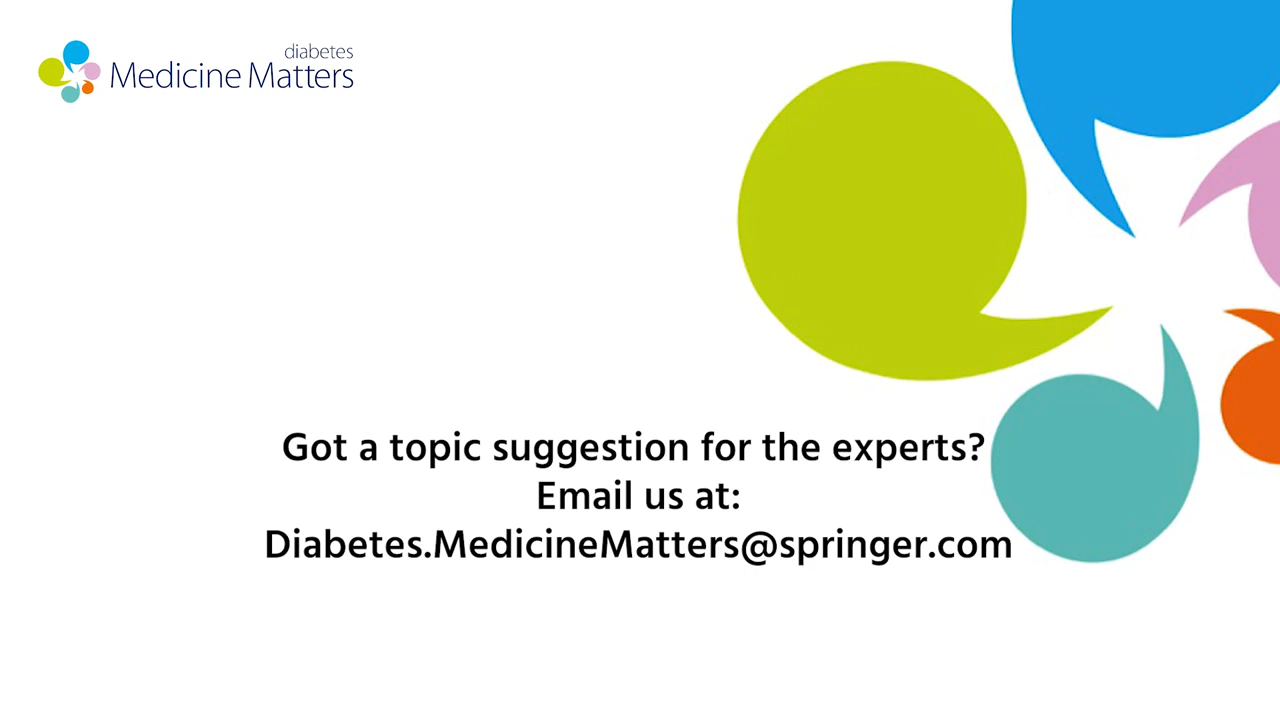 diabetes
Medicine Matters
Got a topic suggestion for the experts?
Email us at:
Diabetes.MedicineMatters@springer.com